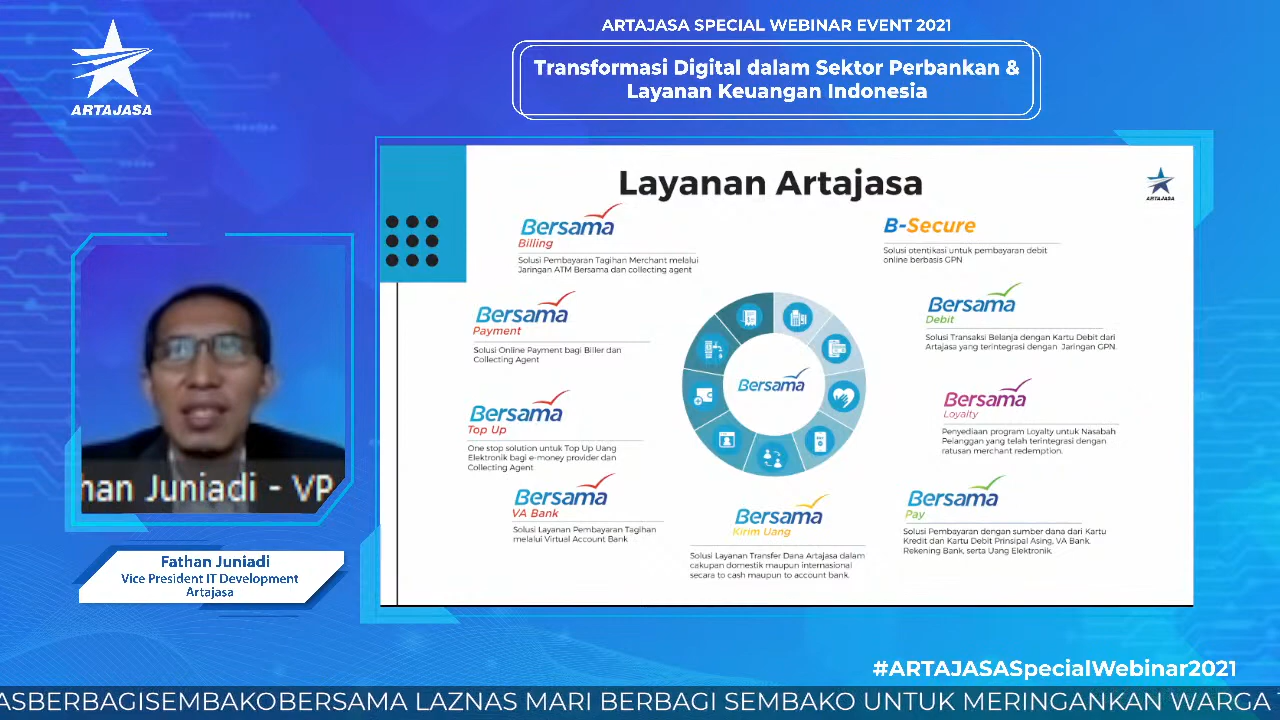 ARTAJASA SPECIAL WEBINAR EVENT 2021
Transformasi Digital dalam Sektor Perbankan &
Layanan Keuangan Indonesia
ARTAJASA
Layanan Artajasa
ARTAJASA
Bersama
Billing
Solusi Pembayaran Tagihan Merchant melalui
Jaringan ATM Bersama dan collecting agent
B-Secure
Solusi otentikasi untuk pembayaran debit
online berbasis GPN
Bersama
Payment
Solusi Online Payment bagi Biller dan
Collecting Agent
Bersama
Debit
Solusi Transaksi Belanja dengan Kartu Debit dari
Artajasa yang terintegrasi dengan Jaringan GPN.
Bersama
Bersama
Top Up
One stop solution untuk Top Up Uang
Elektronik bagi e-money provider dan
Collecting Agent
Bersama
Loyalty
Penyediaan program Loyalty untuk Nasabah
Pelanggan yang telah terintegrasi dengan
ratusan merchant redemption.
Bersama
VA Bank
Solusi Layanan Pembayaran Tagihan
melalui Virtual Account Bank
Bersama
Kirim Uang
Solusi Layanan Transfer Dana Artajasa dalam
cakupan domestik maupun internasional
secara to cash maupun to account bank.
Bersama
Pay
Solusi Pembayaran dengan sumber dana dari Kartu
Kredit dan Kartu Debit Prinsipal Asing, VA Bank,
Rekening Bank, serta Uang Elektronik.
han Juniadi - VP
Fathan Juniadi
Vice President IT Development
Artajasa
#ARTAJASASpecialWebinar2021
ASBERBAGISEMBAKOBERSAMA LAZNAS MARI BERBAGI SEMBAKO UNTUK MERINGANKAN WARGA